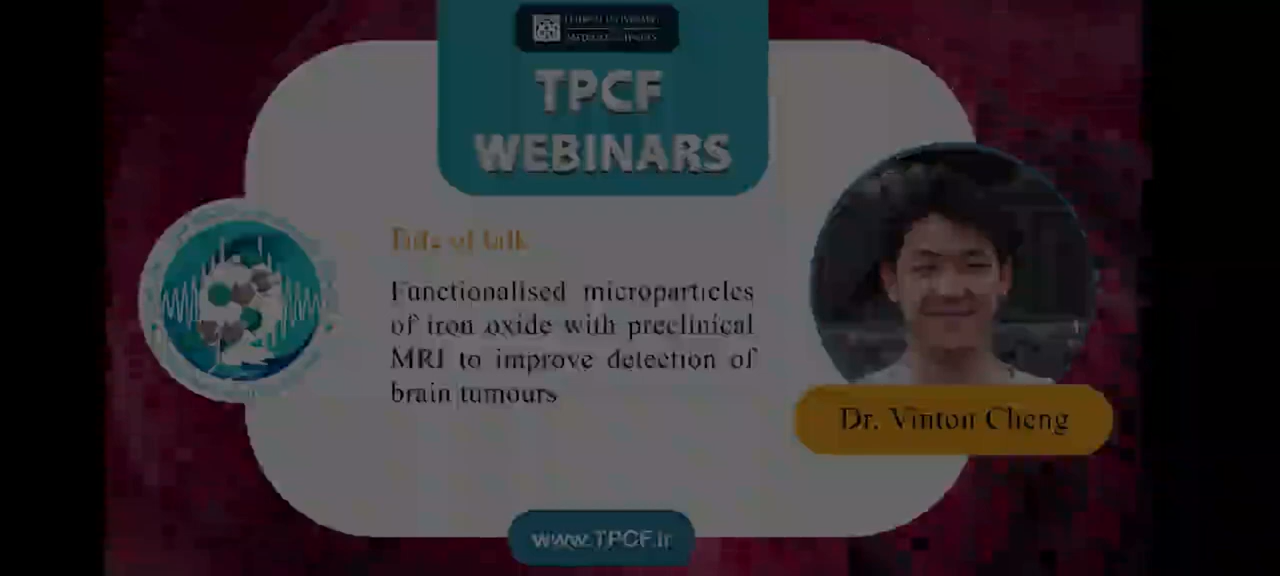 TPCF
WEBINARS
Title of talk
Functionalised microparticles
of iron oxide with preclinical
MRI to improve detection of
brain tumours
Dr. Vinton Cheng
www.TPCF.ir